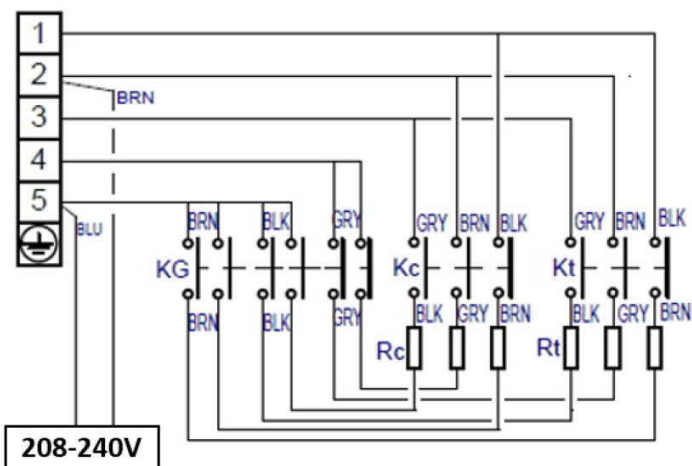 1
2
BRN
3
4
5
BLU
BRN
BLK
GRY
GRY
BRN
BLK
GRY
BRN
BLK
KG
Kc
Kt
BRN
BLK
GRY
BLK
GRY
BRN
BLK
GRY
BRN
Rc
Rt
208-240V